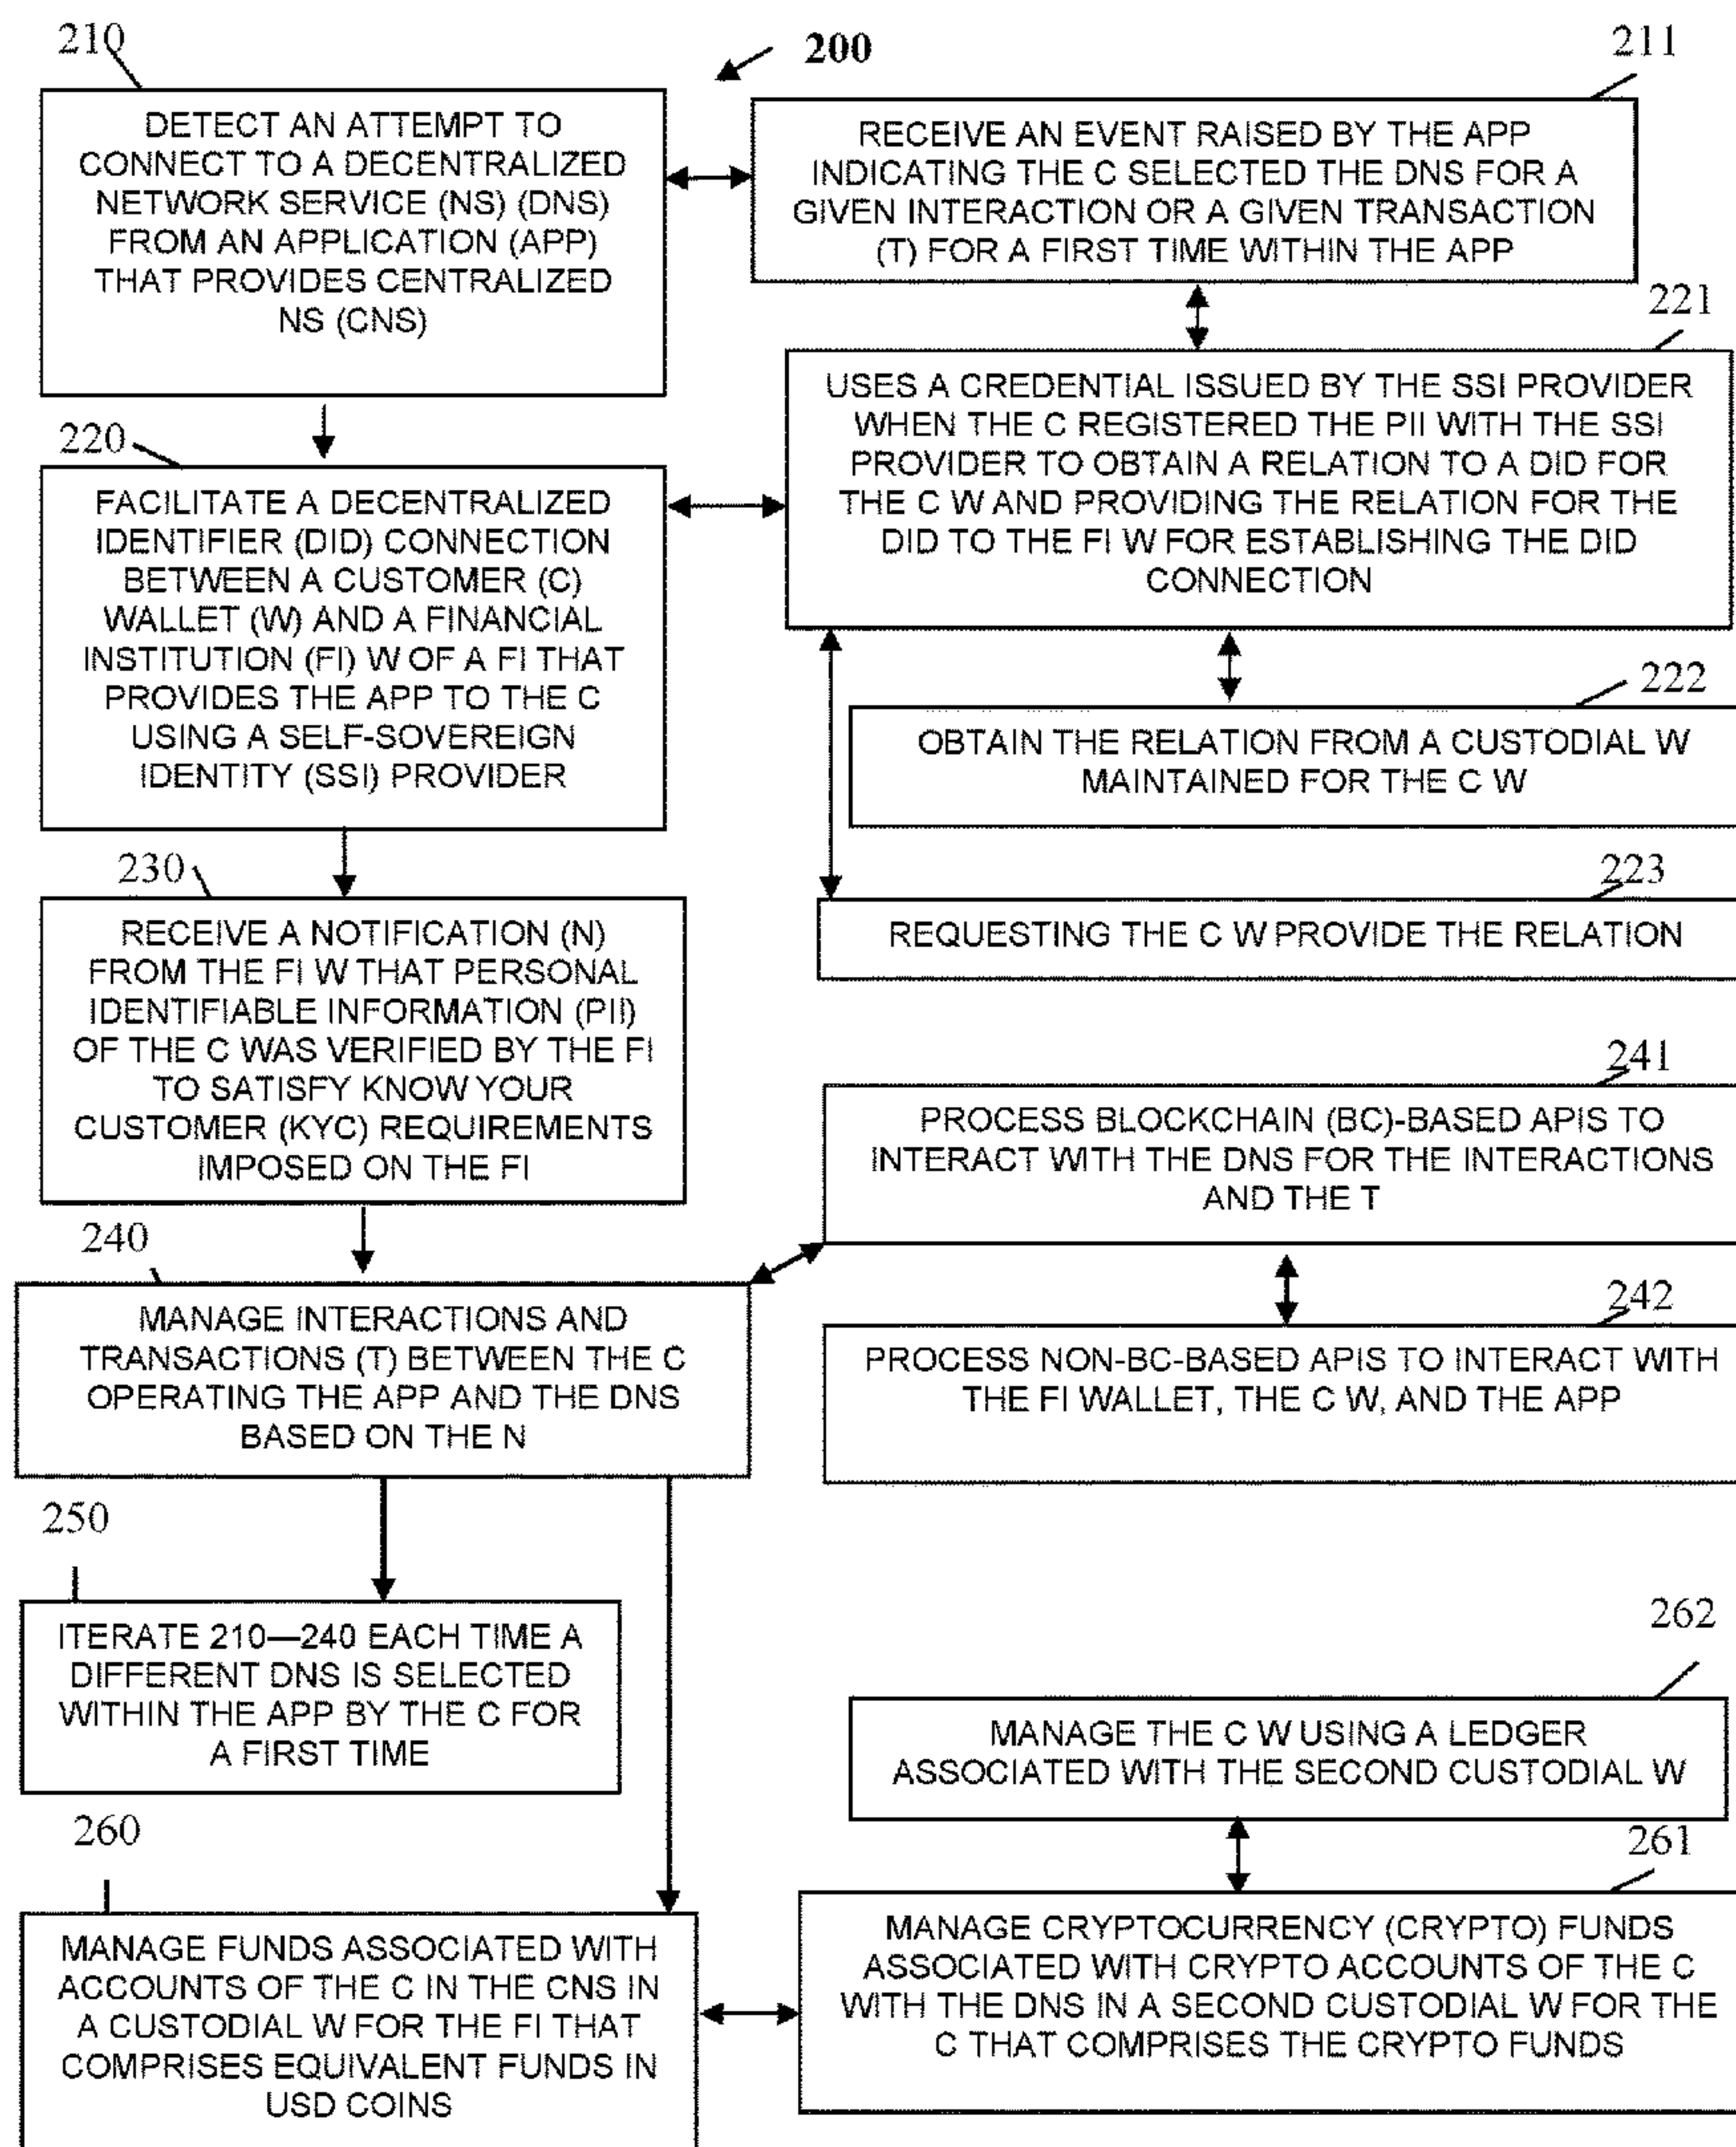 200
210
DETECT AN ATTEMPT TO
CONNECT TO A DECENTRALIZED
NETWORK SERVICE (NS) (DNS)
FROM AN APPLICATION (APP)
THAT PROVIDES CENTRALIZED
NS (CNS)
211
RECEIVE AN EVENT RAISED BY THE APP
INDICATING THE C SELECTED THE DNS FOR A
GIVEN INTERACTION OR A GIVEN TRANSACTION
(T) FOR A FIRST TIME WITHIN THE APP
220
FACILITATE A DECENTRALIZED
IDENTIFIER (DID) CONNECTION
BETWEEN A CUSTOMER (C)
WALLET (W) AND A FINANCIAL
INSTITUTION (FI) W OF A FI THAT
PROVIDES THE APP TO THE C
USING A SELF-SOVEREIGN
IDENTITY (SSI) PROVIDER
221
USES A CREDENTIAL ISSUED BY THE SSI PROVIDER
WHEN THE C REGISTERED THE PII WITH THE SSI
PROVIDER TO OBTAIN A RELATION TO A DID FOR
THE C W AND PROVIDING THE RELATION FOR THE
DID TO THE FI W FOR ESTABLISHING THE DID
CONNECTION
222
OBTAIN THE RELATION FROM A CUSTODIAL W
MAINTAINED FOR THE C W
223
REQUESTING THE C W PROVIDE THE RELATION
230
RECEIVE A NOTIFICATION (N)
FROM THE FI W THAT PERSONAL
IDENTIFIABLE INFORMATION (PII)
OF THE C WAS VERIFIED BY THE FI
TO SATISFY KNOW YOUR
CUSTOMER (KYC) REQUIREMENTS
IMPOSED ON THE FI
240
MANAGE INTERACTIONS AND
TRANSACTIONS (T) BETWEEN THE C
OPERATING THE APP AND THE DNS
BASED ON THE N
241
PROCESS BLOCKCHAIN (BC)-BASED APIS TO
INTERACT WITH THE DNS FOR THE INTERACTIONS
AND THE T
242
PROCESS NON-BC-BASED APIS TO INTERACT WITH
THE FI WALLET, THE C W, AND THE APP
250
ITERATE 210—240 EACH TIME A
DIFFERENT DNS IS SELECTED
WITHIN THE APP BY THE C FOR
A FIRST TIME
262
MANAGE THE C W USING A LEDGER
ASSOCIATED WITH THE SECOND CUSTODIAL W
260
MANAGE FUNDS ASSOCIATED WITH
ACCOUNTS OF THE C IN THE CNS IN
A CUSTODIAL W FOR THE FI THAT
COMPRISES EQUIVALENT FUNDS IN
USD COINS
261
MANAGE CRYPTOCURRENCY (CRYPTO) FUNDS
ASSOCIATED WITH CRYPTO ACCOUNTS OF THE C
WITH THE DNS IN A SECOND CUSTODIAL W FOR THE
C THAT COMPRISES THE CRYPTO FUNDS